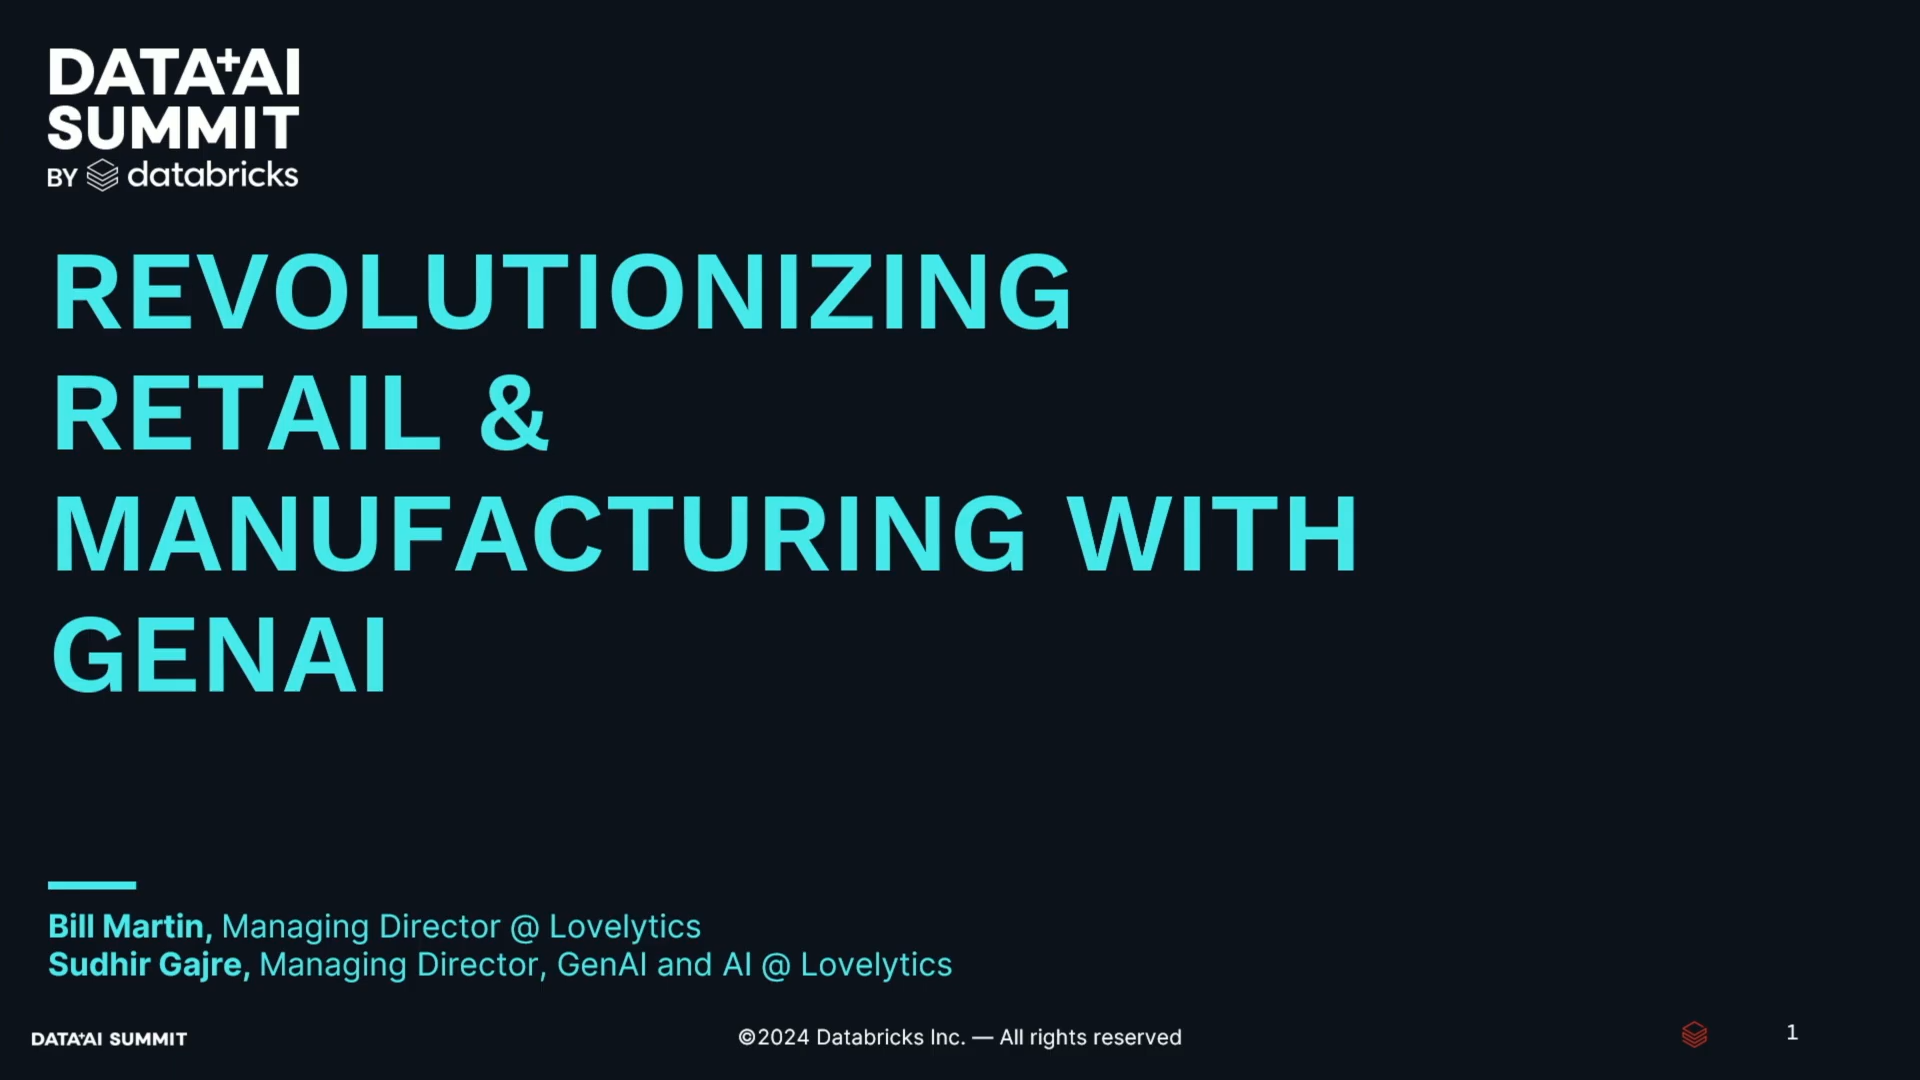 DATA+AI
SUMMIT
BY databricks
REVOLUTIONIZING
RETAIL &
MANUFACTURING WITH
GENAI
Bill Martin, Managing Director @ Lovelytics
Sudhir Gajre, Managing Director, GenAI and AI @ Lovelytics
DATA+AI SUMMIT
©2024 Databricks Inc. — All rights reserved
1